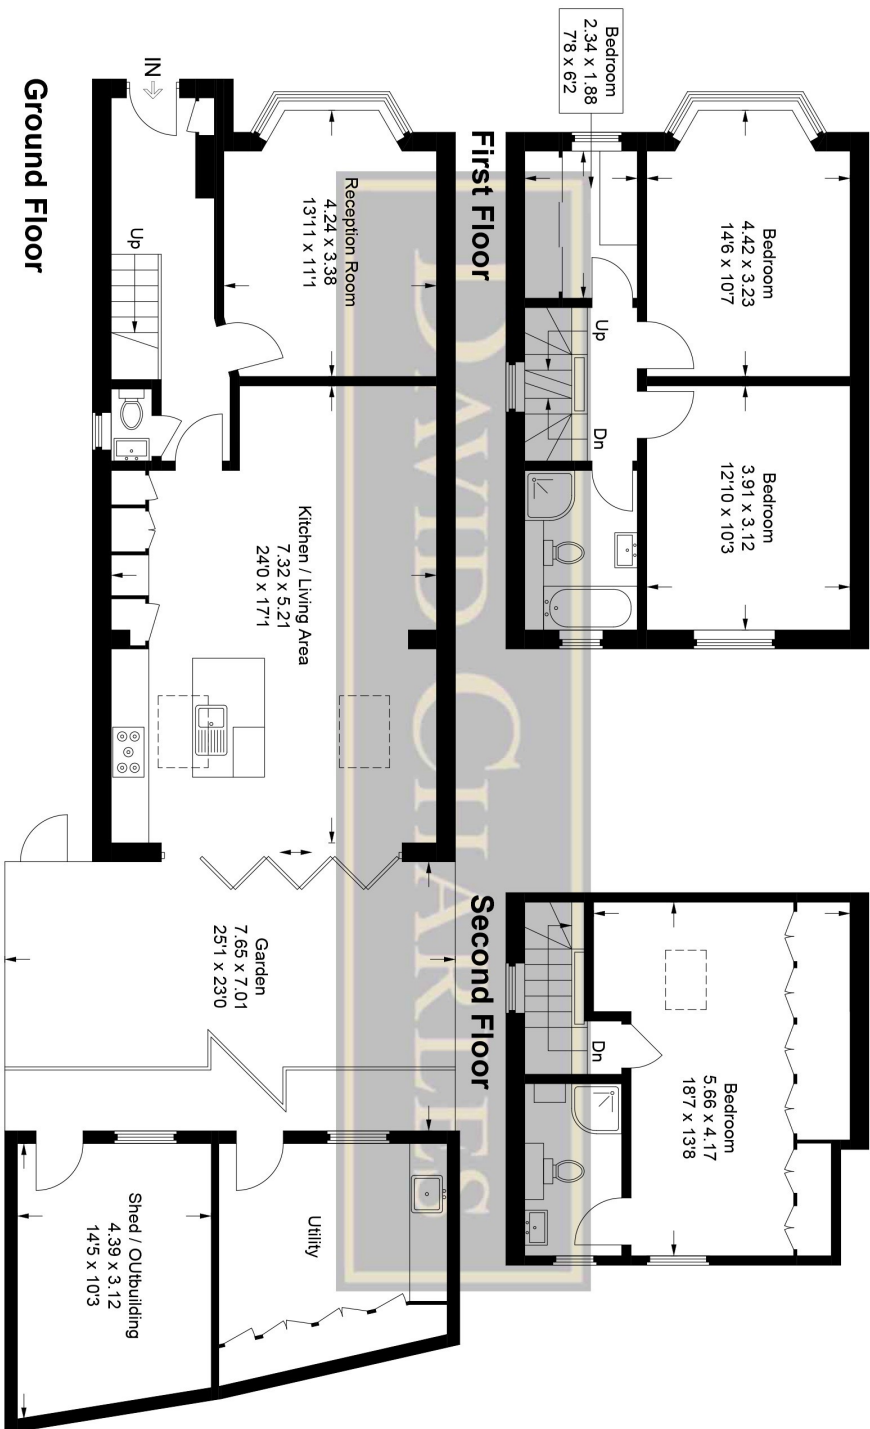 First Floor
Bedroom
2.34 x 1.88
7'8 x 6'2
Bedroom
4.42 x 3.23
14'6 x 10'7
Bedroom
3.91 x 3.12
12'10 x 10'3
Up
Dn
Second Floor
Bedroom
5.66 x 4.17
18'7 x 13'8
Dn
DAVID CHARLES
Ground Floor
IN
Reception Room
4.24 x 3.38
13'11 x 11'1
Up
Kitchen / Living Area
7.32 x 5.21
24'0 x 17'1
Garden
7.65 x 7.01
25'1 x 23'0
Utility
Shed / OUtbuilding
4.39 x 3.12
14'5 x 10'3